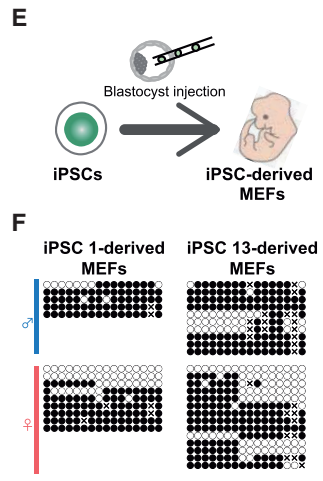 E
Blastocyst injection
iPSCs
iPSC-derived
MEFs
F
iPSC 1-derived
MEFs
iPSC 13-derived
MEFs
♂
♀